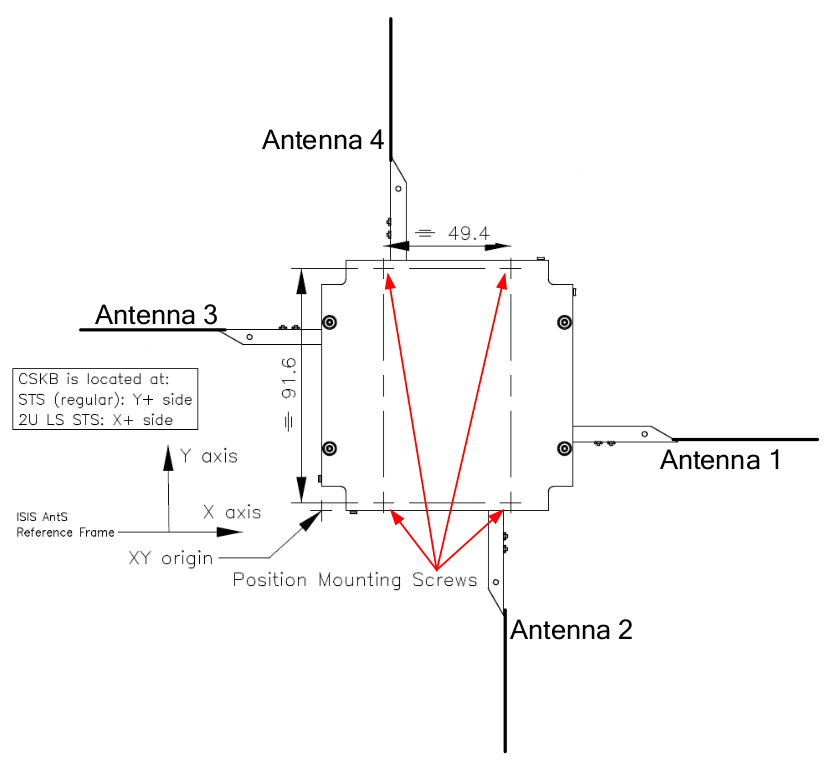 Antenna 4
= 49.4
Antenna 3
= 91.6
CSKB is located at:
STS (regular): Y+ side
2U LS STS: X+ side
Antenna 1
Y axis
X axis
ISIS AntS
Reference Frame
XY origin
Position Mounting Screws
Antenna 2